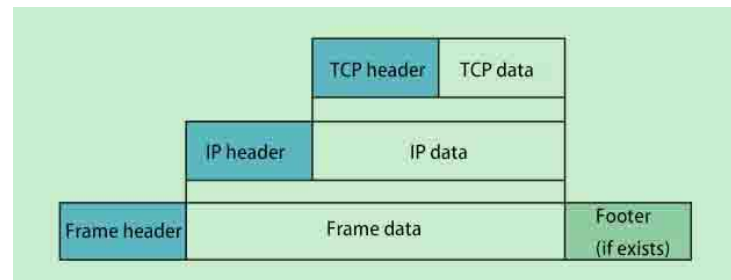 TCP header
TCP data
IP header
IP data
Frame header
Frame data
Footer
(if exists)